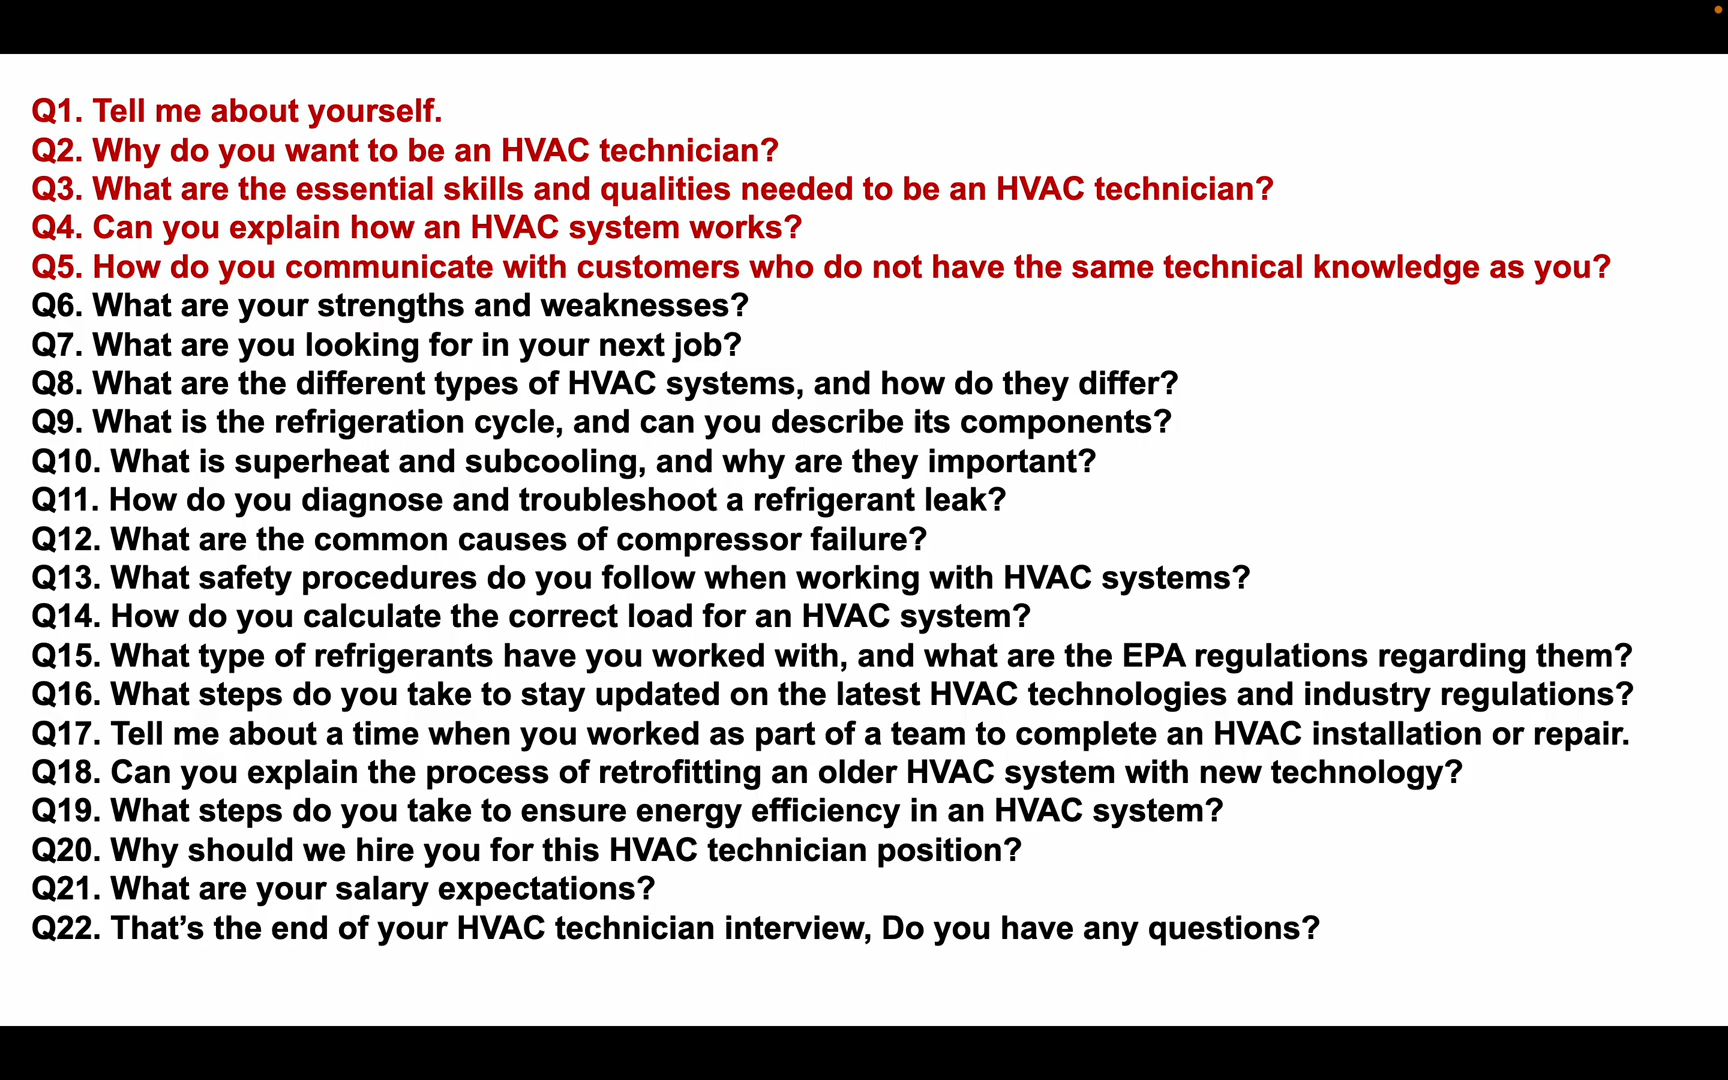 Q1. Tell me about yourself.
Q2. Why do you want to be an HVAC technician?
Q3. What are the essential skills and qualities needed to be an HVAC technician?
Q4. Can you explain how an HVAC system works?
Q5. How do you communicate with customers who do not have the same technical knowledge as you?
Q6. What are your strengths and weaknesses?
Q7. What are you looking for in your next job?
Q8. What are the different types of HVAC systems, and how do they differ?
Q9. What is the refrigeration cycle, and can you describe its components?
Q10. What is superheat and subcooling, and why are they important?
Q11. How do you diagnose and troubleshoot a refrigerant leak?
Q12. What are the common causes of compressor failure?
Q13. What safety procedures do you follow when working with HVAC systems?
Q14. How do you calculate the correct load for an HVAC system?
Q15. What type of refrigerants have you worked with, and what are the EPA regulations regarding them?
Q16. What steps do you take to stay updated on the latest HVAC technologies and industry regulations?
Q17. Tell me about a time when you worked as part of a team to complete an HVAC installation or repair.
Q18. Can you explain the process of retrofitting an older HVAC system with new technology?
Q19. What steps do you take to ensure energy efficiency in an HVAC system?
Q20. Why should we hire you for this HVAC technician position?
Q21. What are your salary expectations?
Q22. That’s the end of your HVAC technician interview, Do you have any questions?